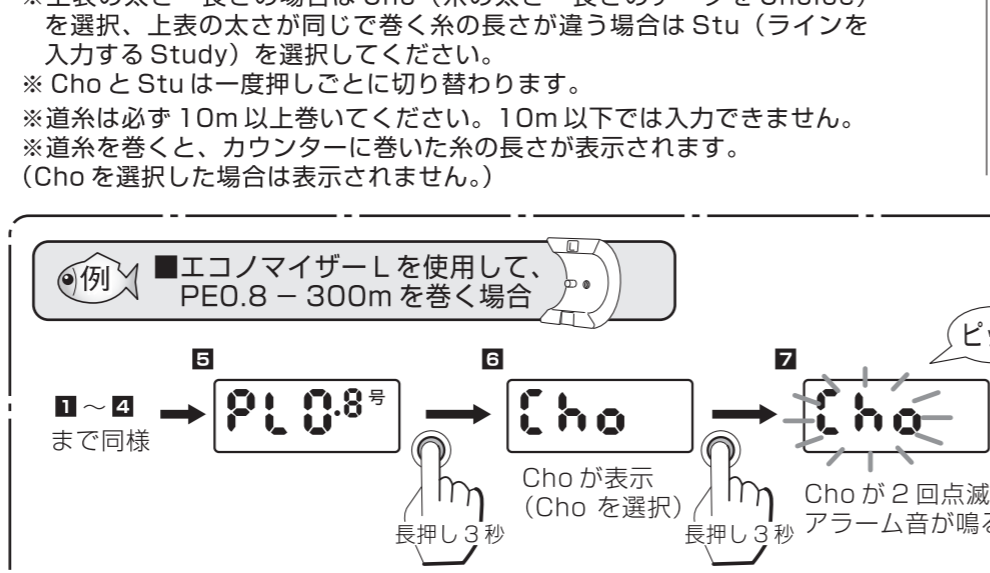 を選択、上表の太さが同じで巻く糸の長さが違う場合は Stu(ラインを
入力する Study)を選択してください。
※ Cho と Stu は一度押しごとに切り替わります。
※道糸は必ず 10m 以上巻いてください。10m 以下では入力できません。
※道糸を巻くと、カウンターに巻いた糸の長さが表示されます。
(Cho を選択した場合は表示されません。)
例
■エコノマイザー L を使用して、
PE0.8 − 300m を巻く場合
L
ピ
5
6
7
1 ～ 4
まで同様
PL0.8号
Cho
Cho
Cho が表示
(Cho を選択)
Cho が 2 回点滅
アラーム音が鳴る
長押し 3 秒
長押し 3 秒